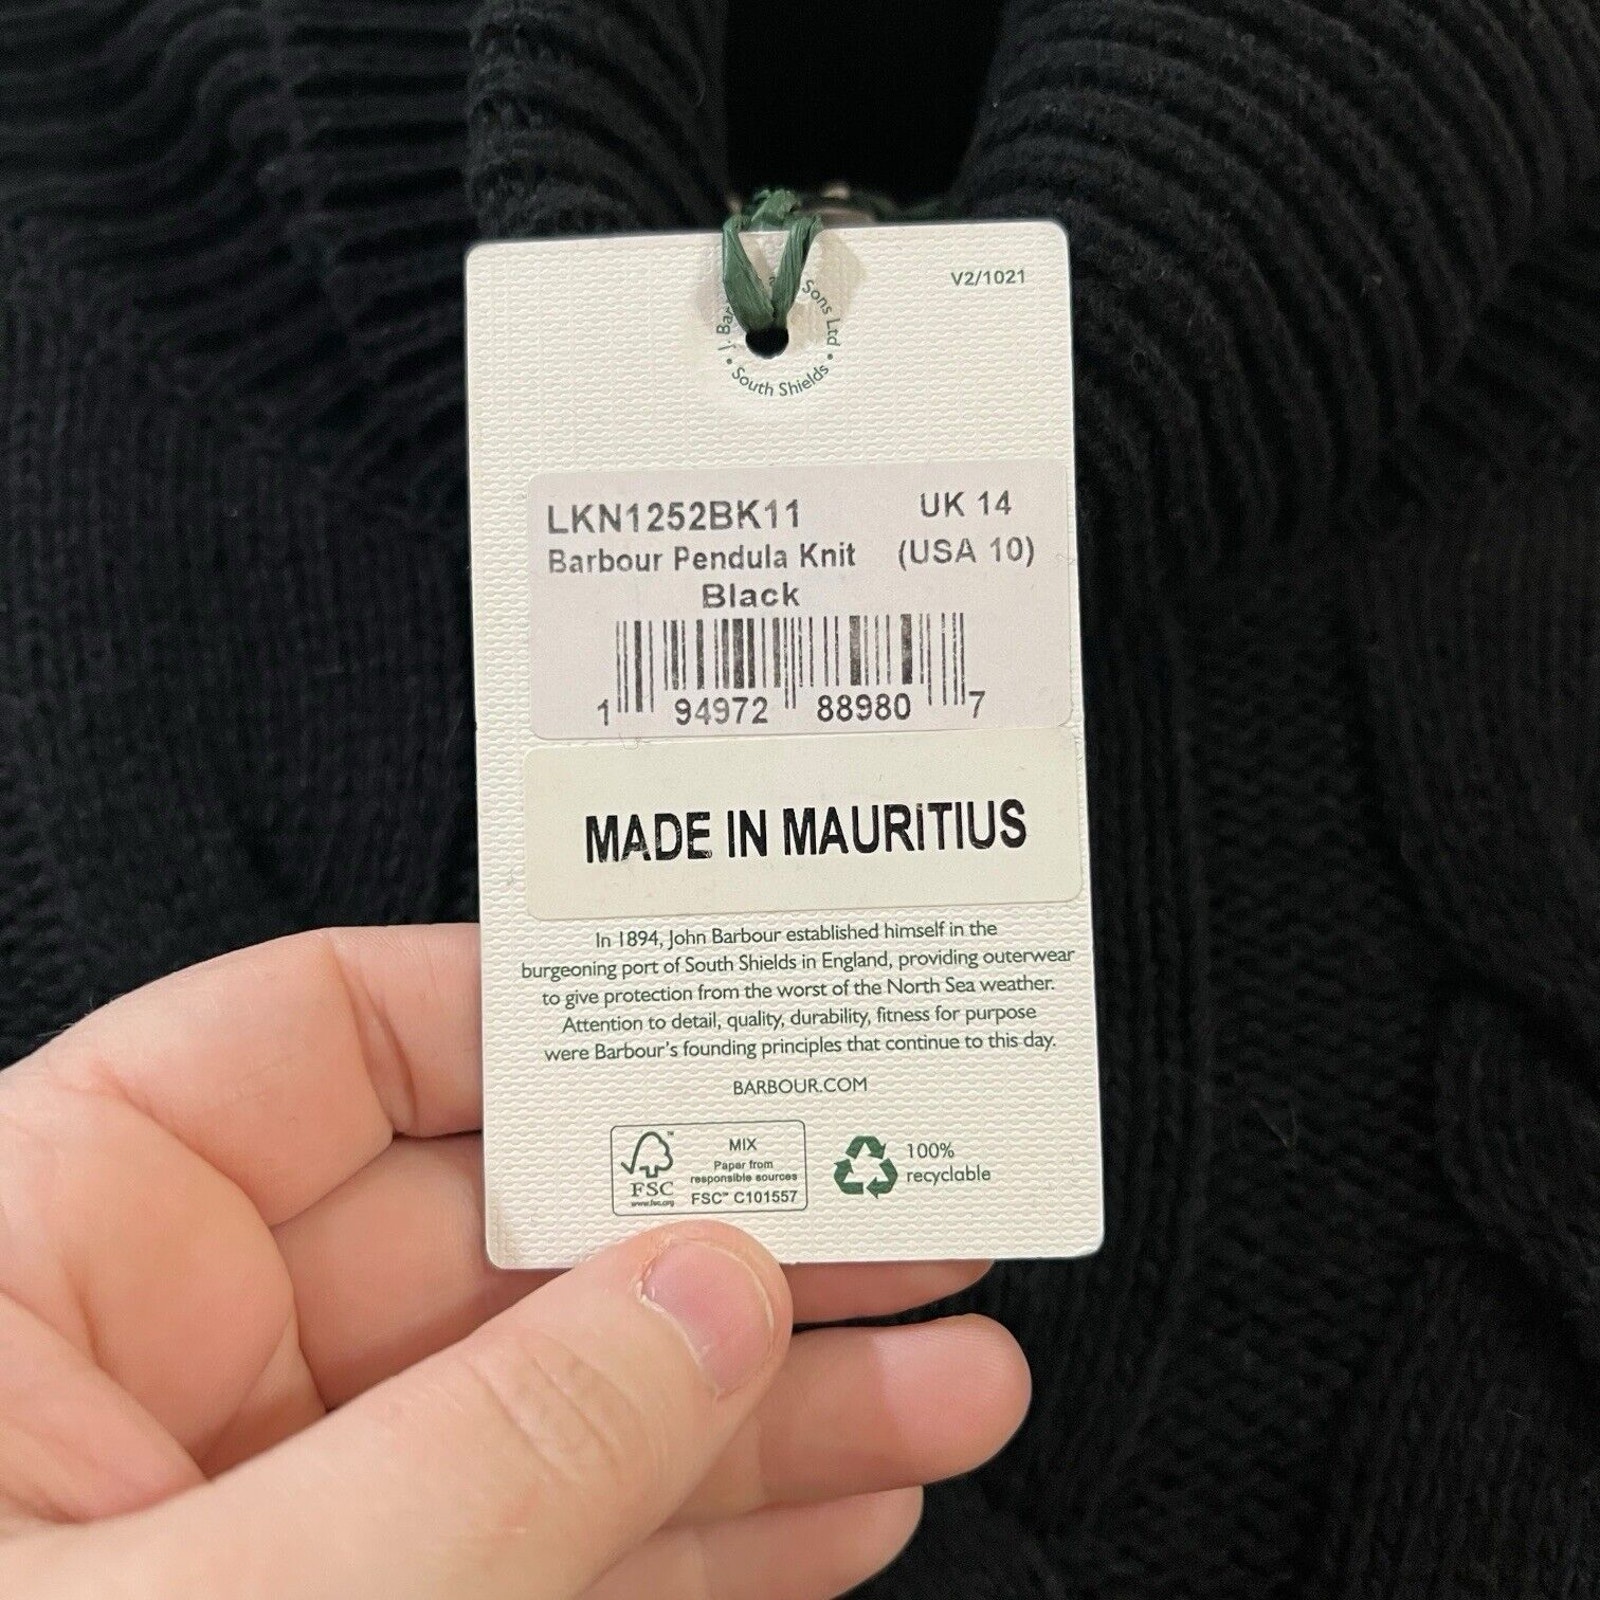 V2/1021
J. Bar Sons Ltd • South Shields •
LKN1252BK11 UK 14
Barbour Pendula Knit (USA 10)
Black
1 94972 88980 7
MADE IN MAURITIUS
In 1894, John Barbour established himself in the
burgeoning port of South Shields in England, providing outerwear
to give protection from the worst of the North Sea weather.
Attention to detail, quality, durability, fitness for purpose
were Barbour's founding principles that continue to this day.
BARBOUR.COM
FSC
www.fsc.org
MIX
Paper from
responsible sources
FSC™ C101557
100%
recyclable